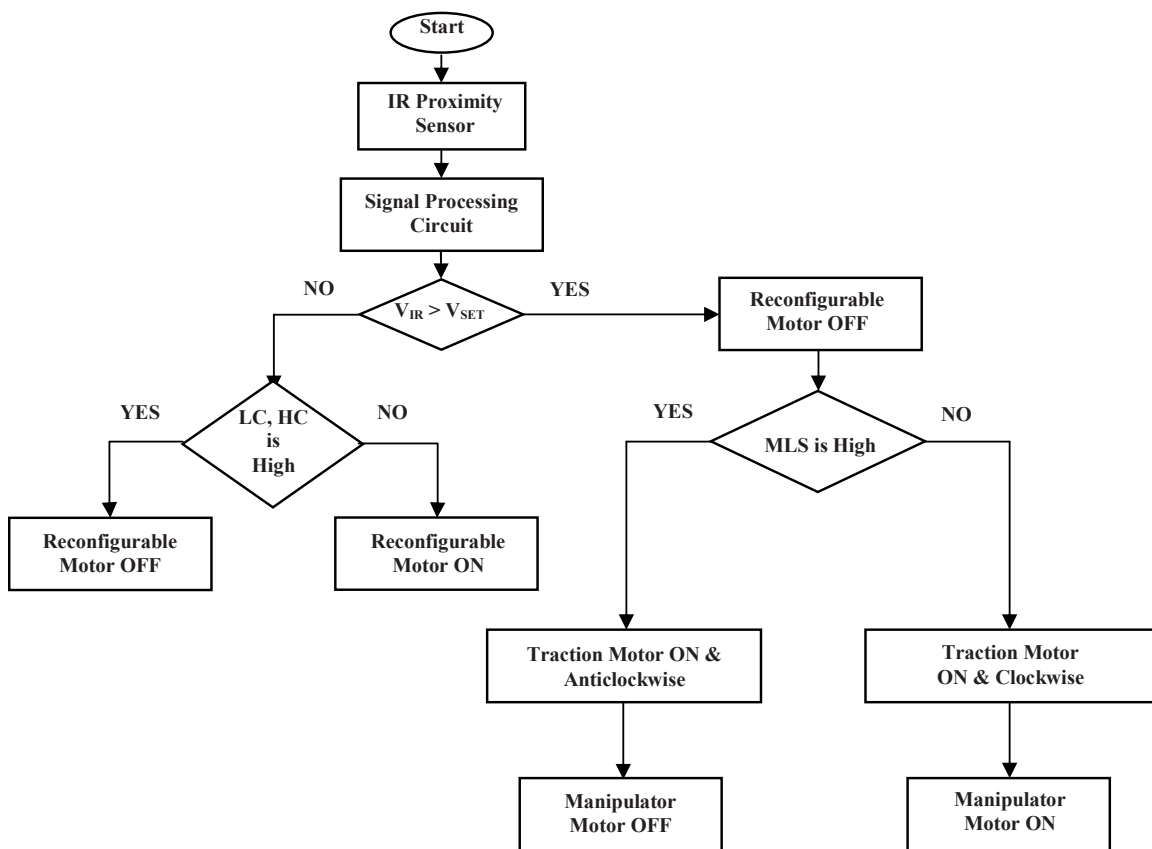 Start
IR Proximity
Sensor
Signal Processing
Circuit
NO
YES
V_IR > V_SET
Reconfigurable
Motor OFF
YES
LC, HC
is
High
NO
YES
MLS is High
NO
Reconfigurable
Motor OFF
Reconfigurable
Motor ON
Traction Motor ON &
Anticlockwise
Traction Motor
ON & Clockwise
Manipulator
Motor OFF
Manipulator
Motor ON